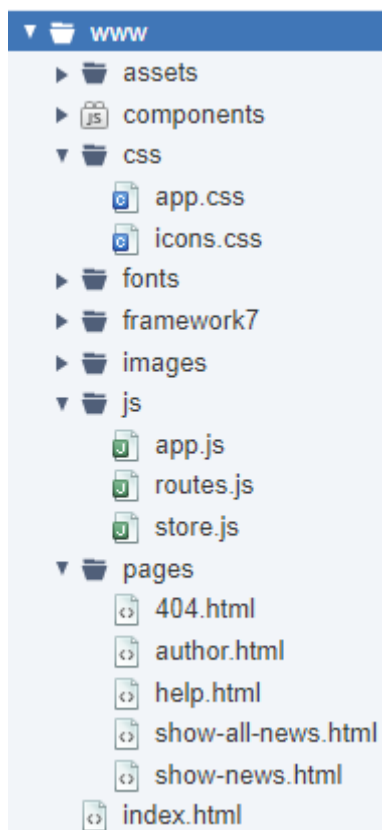 www
assets
components
css
app.css
icons.css
fonts
framework7
images
js
app.js
routes.js
store.js
pages
404.html
author.html
help.html
show-all-news.html
show-news.html
index.html